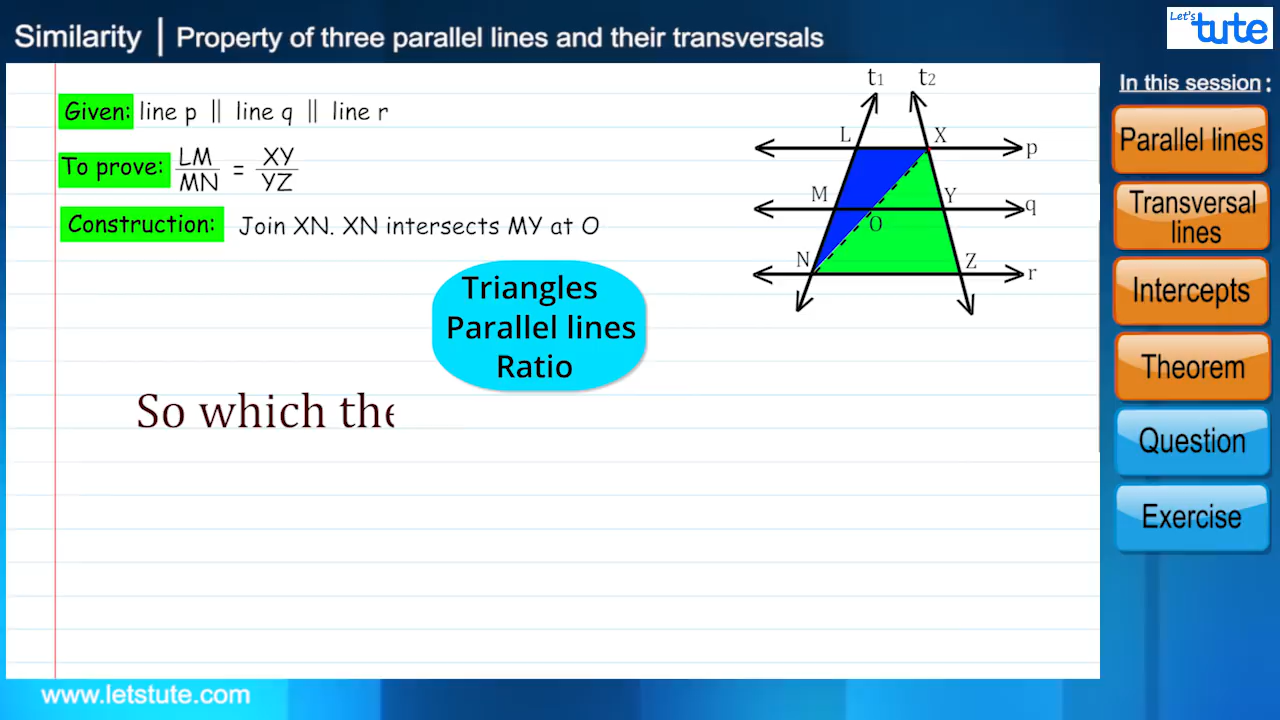 Similarity | Property of three parallel lines and their transversals
Let's tute
In this session :
Given: line p || line q || line r
To prove: LM/MN = XY/YZ
Construction: Join XN. XN intersects MY at O
Triangles
Parallel lines
Ratio
So which the
t1 t2
L X p
M Y q
O
N Z r
Parallel lines
Transversal
lines
Intercepts
Theorem
Question
Exercise
www.letstute.com